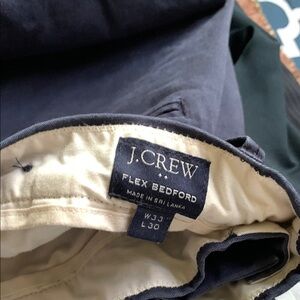 J.CREW
FLEX BEDFORD
MADE IN SRI LANKA
W33
L30